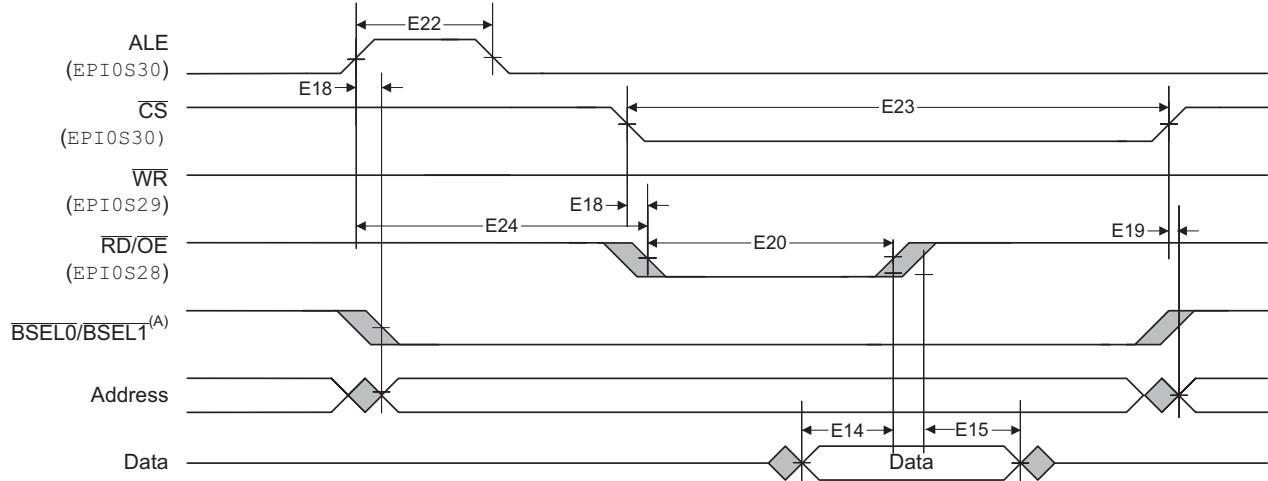 E22
ALE
(EPI0S30)
E18
CS
(EPI0S30)
E23
WR
(EPI0S29)
E18
E24
E19
RD/OE
(EPI0S28)
E20
BSEL0/BSEL1(A)
Address
E14
E15
Data
Data